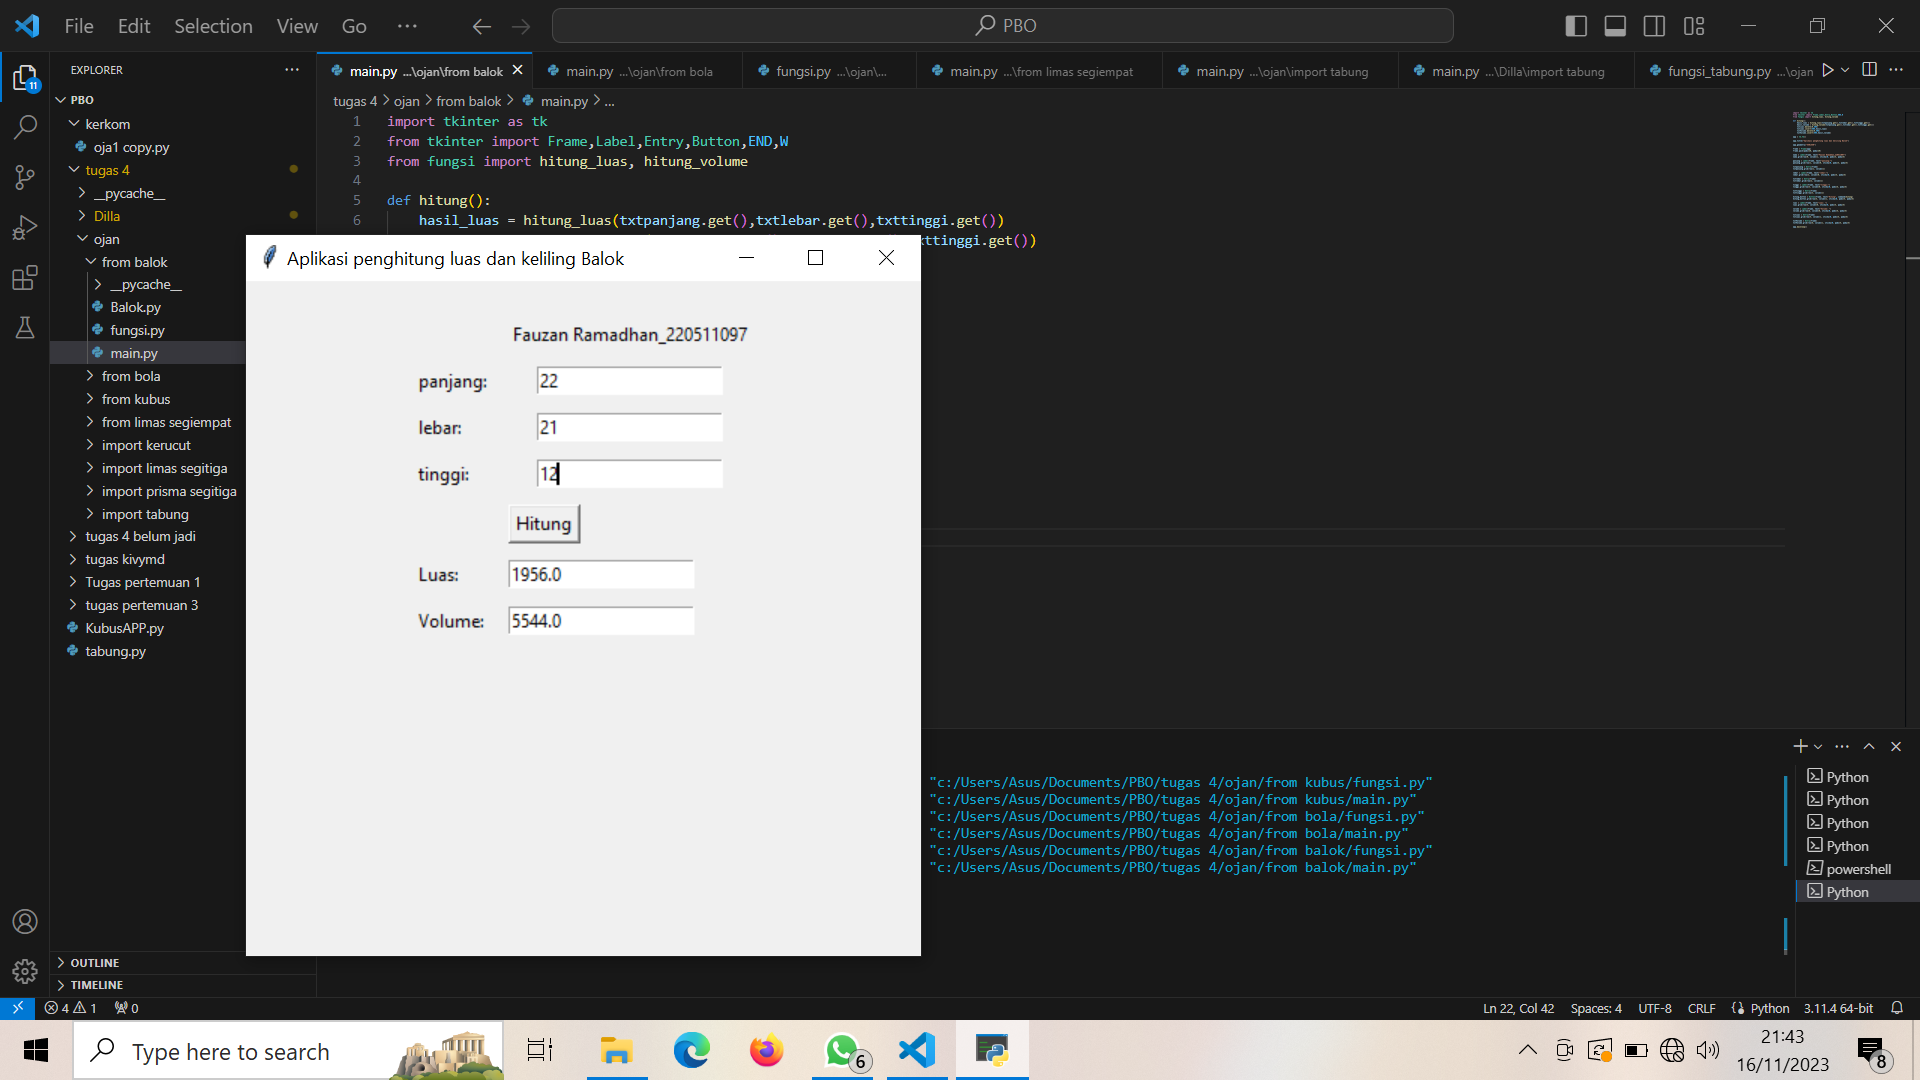 File Edit Selection View Go ...
PBO
EXPLORER
main.py ...\ojan\from balok
main.py ...\ojan\from bola
fungsi.py ...\ojan\...
main.py ...\from limas segiempat
main.py ...\ojan\import tabung
main.py ...\Dilla\import tabung
fungsi_tabung.py ...\ojan
11
PBO
kerkom
oja1 copy.py
tugas 4
__pycache__
Dilla
ojan
from balok
__pycache__
Balok.py
fungsi.py
main.py
from bola
from kubus
from limas segiempat
import kerucut
import limas segitiga
import prisma segitiga
import tabung
tugas 4 belum jadi
tugas kivymd
Tugas pertemuan 1
tugas pertemuan 3
KubusAPP.py
tabung.py
OUTLINE
TIMELINE
tugas 4 > ojan > from balok > main.py > ...
1 import tkinter as tk
2 from tkinter import Frame,Label,Entry,Button,END,W
3 from fungsi import hitung_luas, hitung_volume
4
5 def hitung():
6 hasil_luas = hitung_luas(txtpanjang.get(),txtlebar.get(),txttinggi.get())
xttinggi.get())
Aplikasi penghitung luas dan keliling Balok
Fauzan Ramadhan_220511097
panjang: 22
lebar: 21
tinggi: 12
Hitung
Luas: 1956.0
Volume: 5544.0
"c:/Users/Asus/Documents/PBO/tugas 4/ojan/from kubus/fungsi.py"
"c:/Users/Asus/Documents/PBO/tugas 4/ojan/from kubus/main.py"
"c:/Users/Asus/Documents/PBO/tugas 4/ojan/from bola/fungsi.py"
"c:/Users/Asus/Documents/PBO/tugas 4/ojan/from bola/main.py"
"c:/Users/Asus/Documents/PBO/tugas 4/ojan/from balok/fungsi.py"
"c:/Users/Asus/Documents/PBO/tugas 4/ojan/from balok/main.py"
Python
Python
Python
Python
powershell
Python
4 1 0
Ln 22, Col 42 Spaces: 4 UTF-8 CRLF Python 3.11.4 64-bit
Type here to search
6
21:43
16/11/2023
8